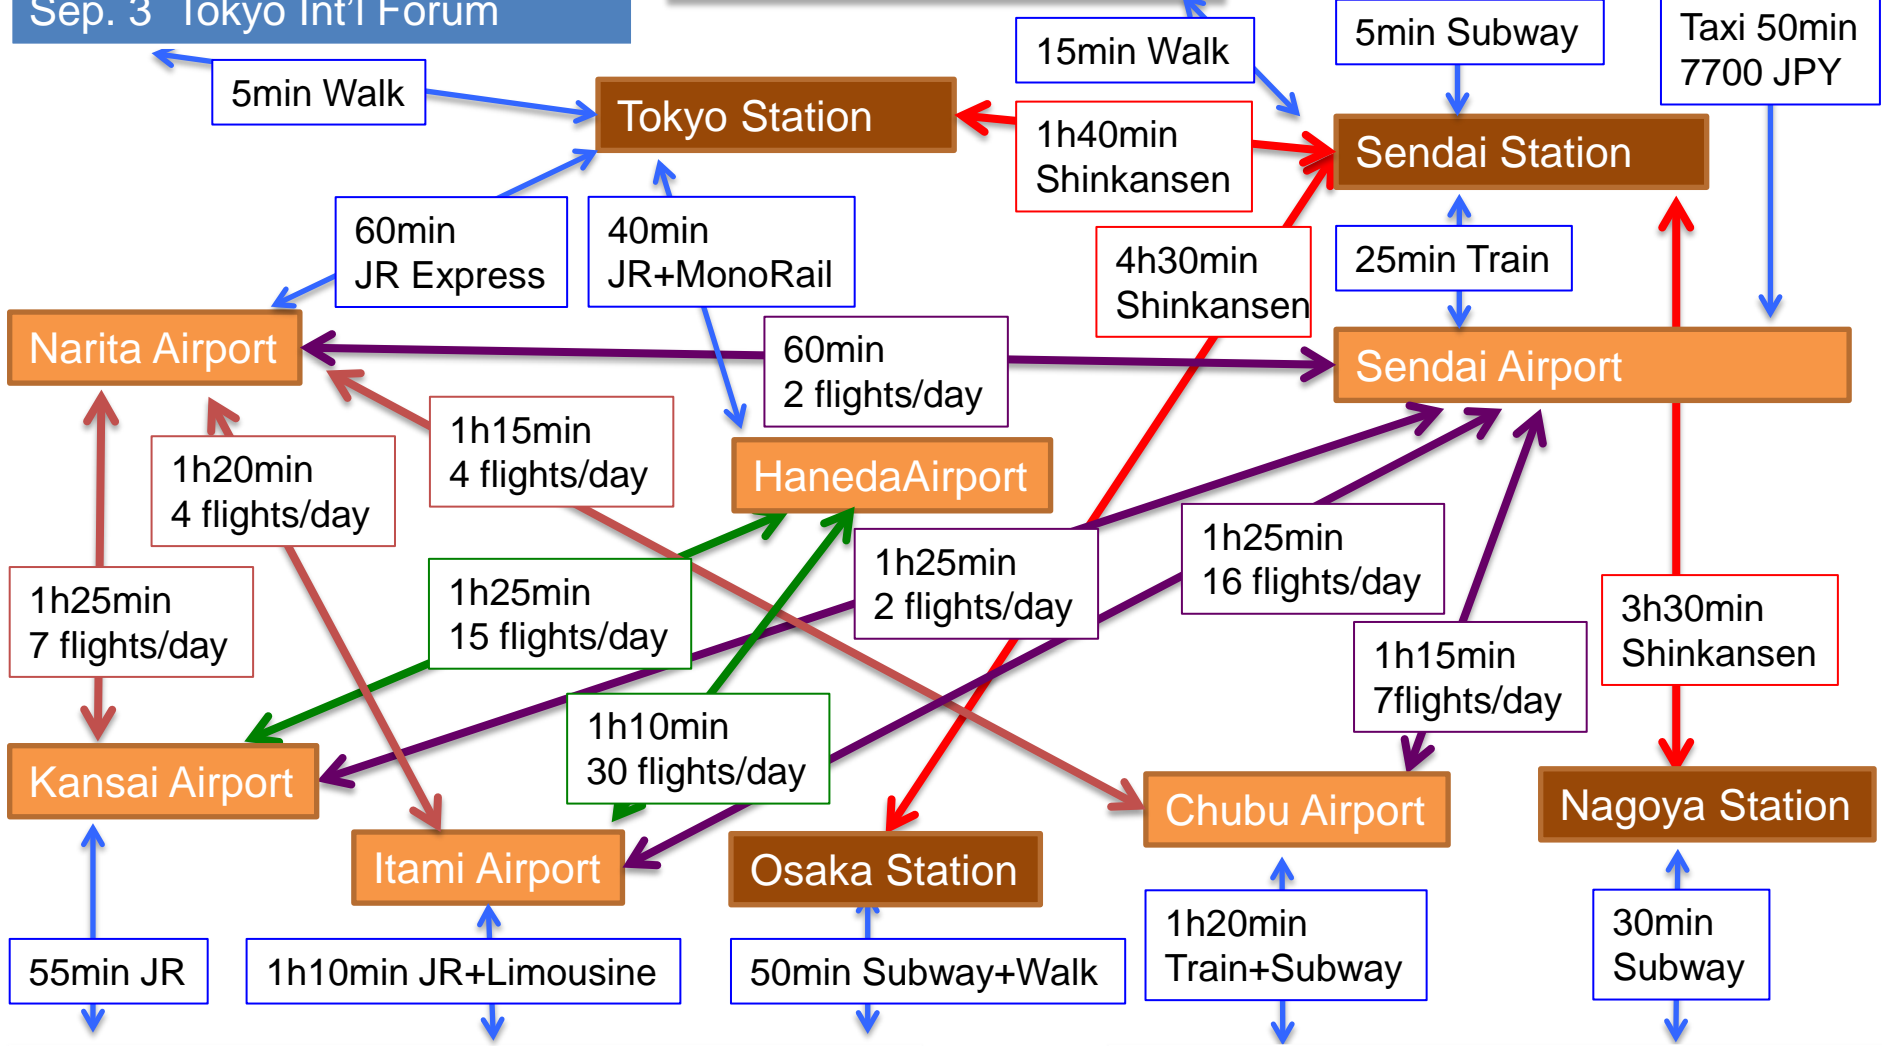 Sep. 3 Tokyo Int'l Forum
15min Walk
5min Subway
Taxi 50min
7700 JPY
5min Walk
Tokyo Station
1h40min
Shinkansen
Sendai Station
60min
JR Express
40min
JR+MonoRail
4h30min
Shinkansen
25min Train
Narita Airport
60min
2 flights/day
Sendai Airport
1h20min
4 flights/day
1h15min
4 flights/day
HanedaAirport
1h25min
7 flights/day
1h25min
15 flights/day
1h25min
2 flights/day
1h25min
16 flights/day
3h30min
Shinkansen
1h15min
7flights/day
1h10min
30 flights/day
Kansai Airport
Itami Airport
Osaka Station
Chubu Airport
Nagoya Station
55min JR
1h10min JR+Limousine
50min Subway+Walk
1h20min
Train+Subway
30min
Subway